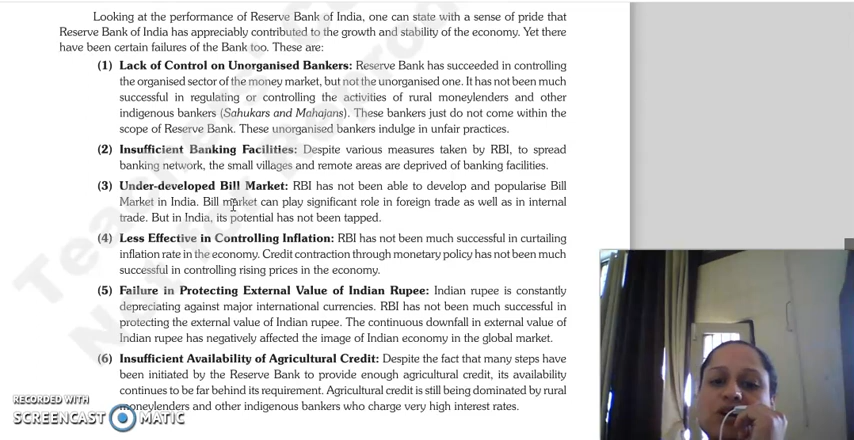 Looking at the performance of Reserve Bank of India, one can state with a sense of pride that
Reserve Bank of India has appreciably contributed to the growth and stability of the economy. Yet there
have been certain failures of the Bank too. These are:
(1) Lack of Control on Unorganised Bankers: Reserve Bank has succeeded in controlling
the organised sector of the money market, but not the unorganised one. It has not been much
successful in regulating or controlling the activities of rural moneylenders and other
indigenous bankers (Sahukars and Mahajans). These bankers just do not come within the
scope of Reserve Bank. These unorganised bankers indulge in unfair practices.
(2) Insufficient Banking Facilities: Despite various measures taken by RBI, to spread
banking network, the small villages and remote areas are deprived of banking facilities.
(3) Under-developed Bill Market: RBI has not been able to develop and popularise Bill
Market in India. Bill market can play significant role in foreign trade as well as in internal
trade. But in India, its potential has not been tapped.
(4) Less Effective in Controlling Inflation: RBI has not been much successful in curtailing
inflation rate in the economy. Credit contraction through monetary policy has not been much
successful in controlling rising prices in the economy.
(5) Failure in Protecting External Value of Indian Rupee: Indian rupee is constantly
depreciating against major international currencies. RBI has not been much successful in
protecting the external value of Indian rupee. The continuous downfall in external value of
Indian rupee has negatively affected the image of Indian economy in the global market.
(6) Insufficient Availability of Agricultural Credit: Despite the fact that many steps have
been initiated by the Reserve Bank to provide enough agricultural credit, its availability
continues to be far behind its requirement. Agricultural credit is still being dominated by rural
moneylenders and other indigenous bankers who charge very high interest rates.
RECORDED WITH
SCREENCAST MATIC